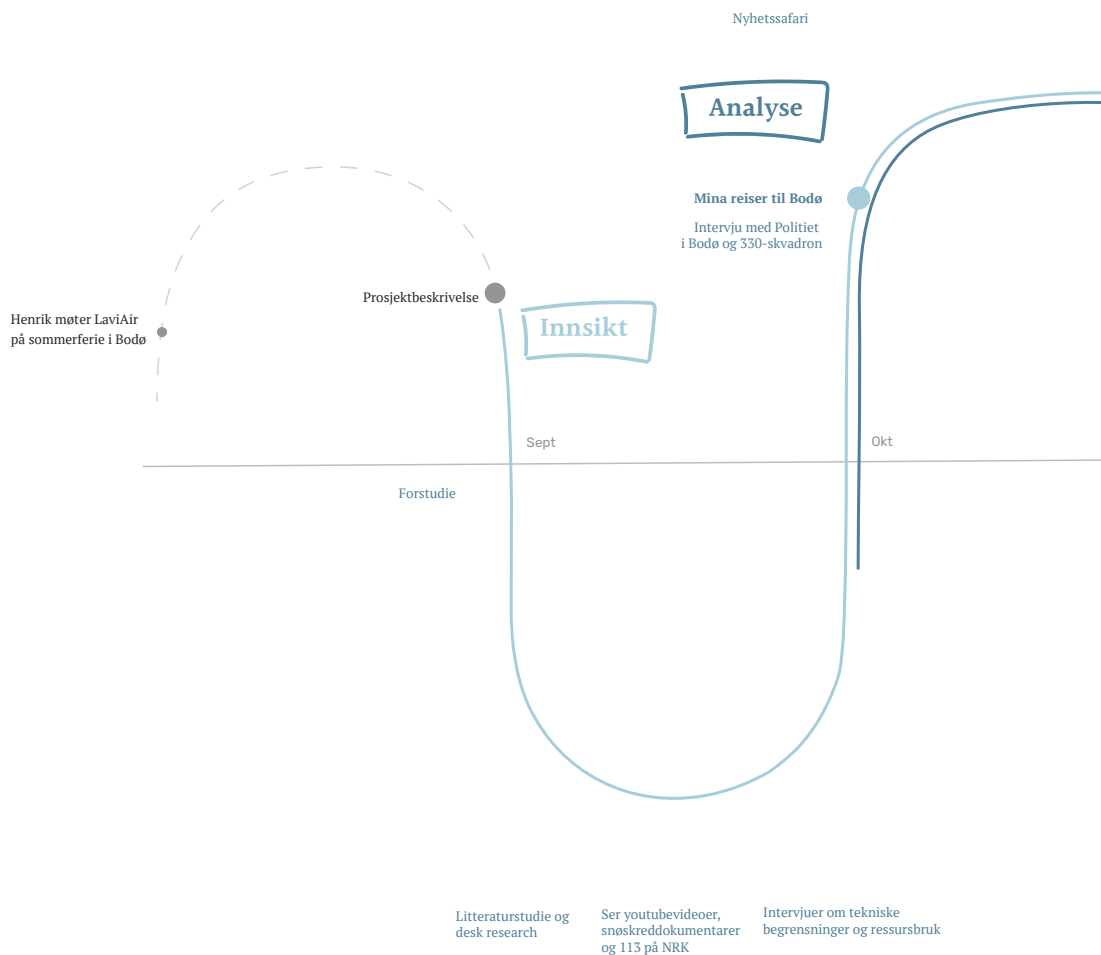 Nyhetssafari
Analyse
Mina reiser til Bodø
Intervju med Politiet
i Bodø og 330-skvadron
Prosjektbeskrivelse
Henrik møter LaviAir
på sommerferie i Bodø
Innsikt
Sept
Okt
Forstudie
Litteraturstudie og
desk research
Ser youtubevideoer,
snøskreddokumentarer
og 113 på NRK
Intervjuer om tekniske
begrensninger og ressursbruk